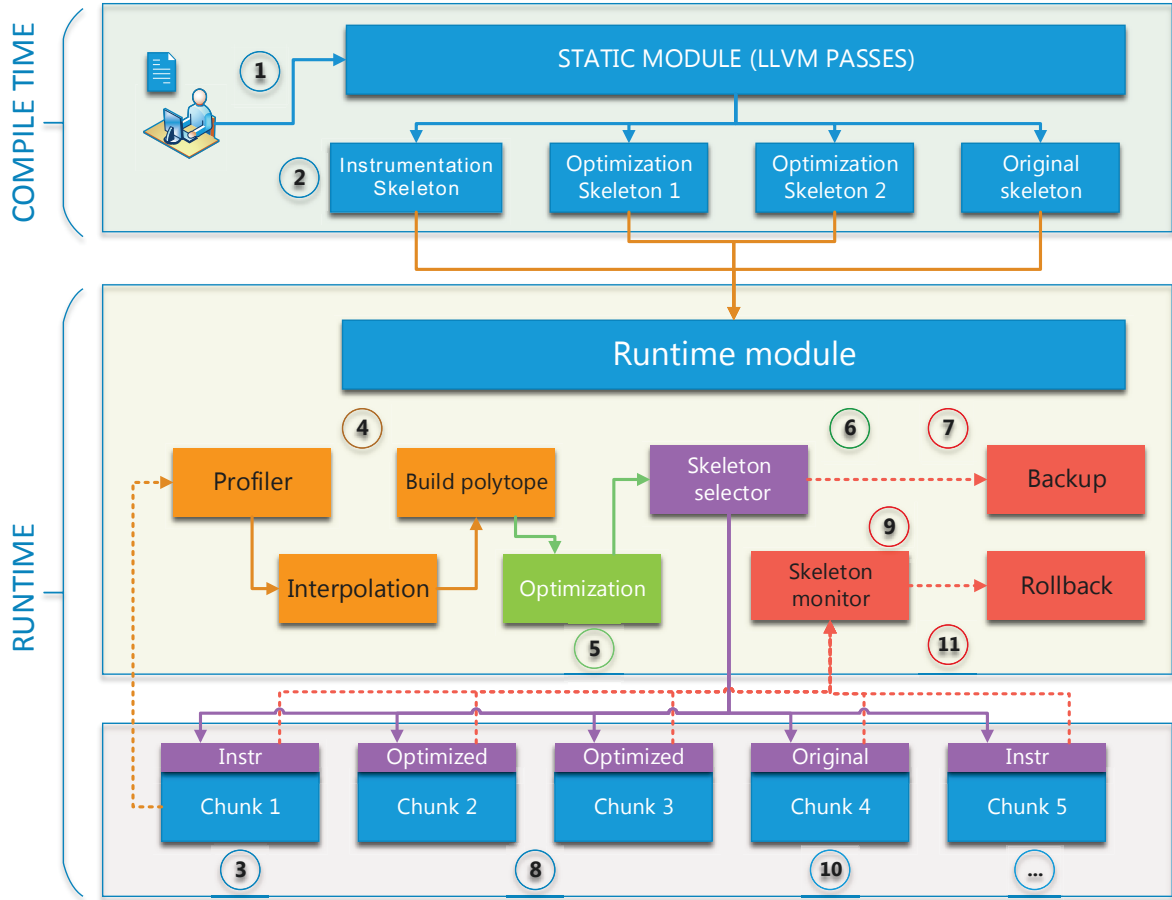 COMPILE TIME
1
STATIC MODULE (LLVM PASSES)
2
Instrumentation
Skeleton
Optimization
Skeleton 1
Optimization
Skeleton 2
Original
skeleton
RUNTIME
Runtime module
4
6
7
Profiler
Build polytope
Skeleton
selector
Backup
9
Interpolation
Optimization
Skeleton
monitor
Rollback
5
11
Instr
Chunk 1
Optimized
Chunk 2
Optimized
Chunk 3
Original
Chunk 4
Instr
Chunk 5
3
8
10
...